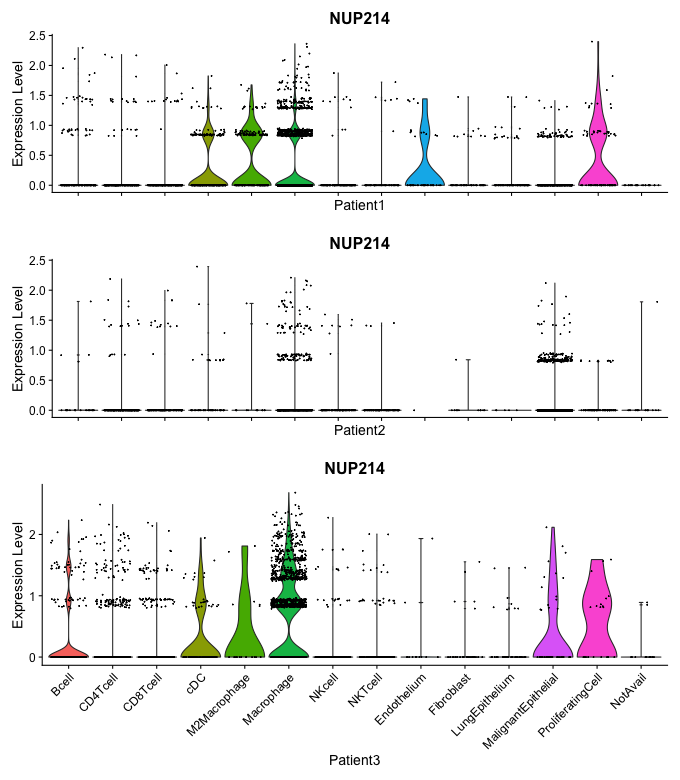 NUP214
Expression Level
2.5
2.0
1.5
1.0
0.5
0.0
Patient1
NUP214
Expression Level
2.5
2.0
1.5
1.0
0.5
0.0
Patient2
NUP214
Expression Level
2
1
0
Bcell
CD4Tcell
CD8Tcell
cDC
M2Macrophage
Macrophage
NKcell
NKTcell
Endothelium
Fibroblast
LungEpithelium
MalignantEpithelial
ProliferatingCell
NotAvail
Patient3